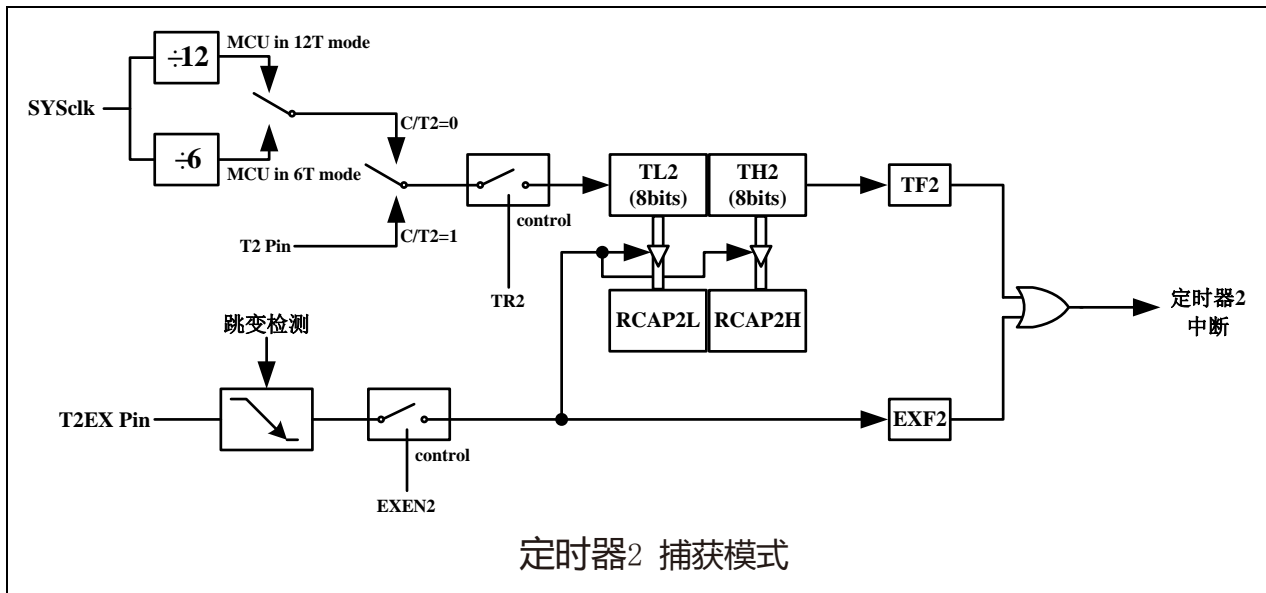 ÷12
MCU in 12T mode
SYSclk
C/T2=0
÷6
MCU in 6T mode
TL2
(8bits)
TH2
(8bits)
TF2
control
C/T2=1
T2 Pin
TR2
RCAP2L
RCAP2H
定时器2
中断
跳变检测
T2EX Pin
EXF2
control
EXEN2
定时器2 捕获模式